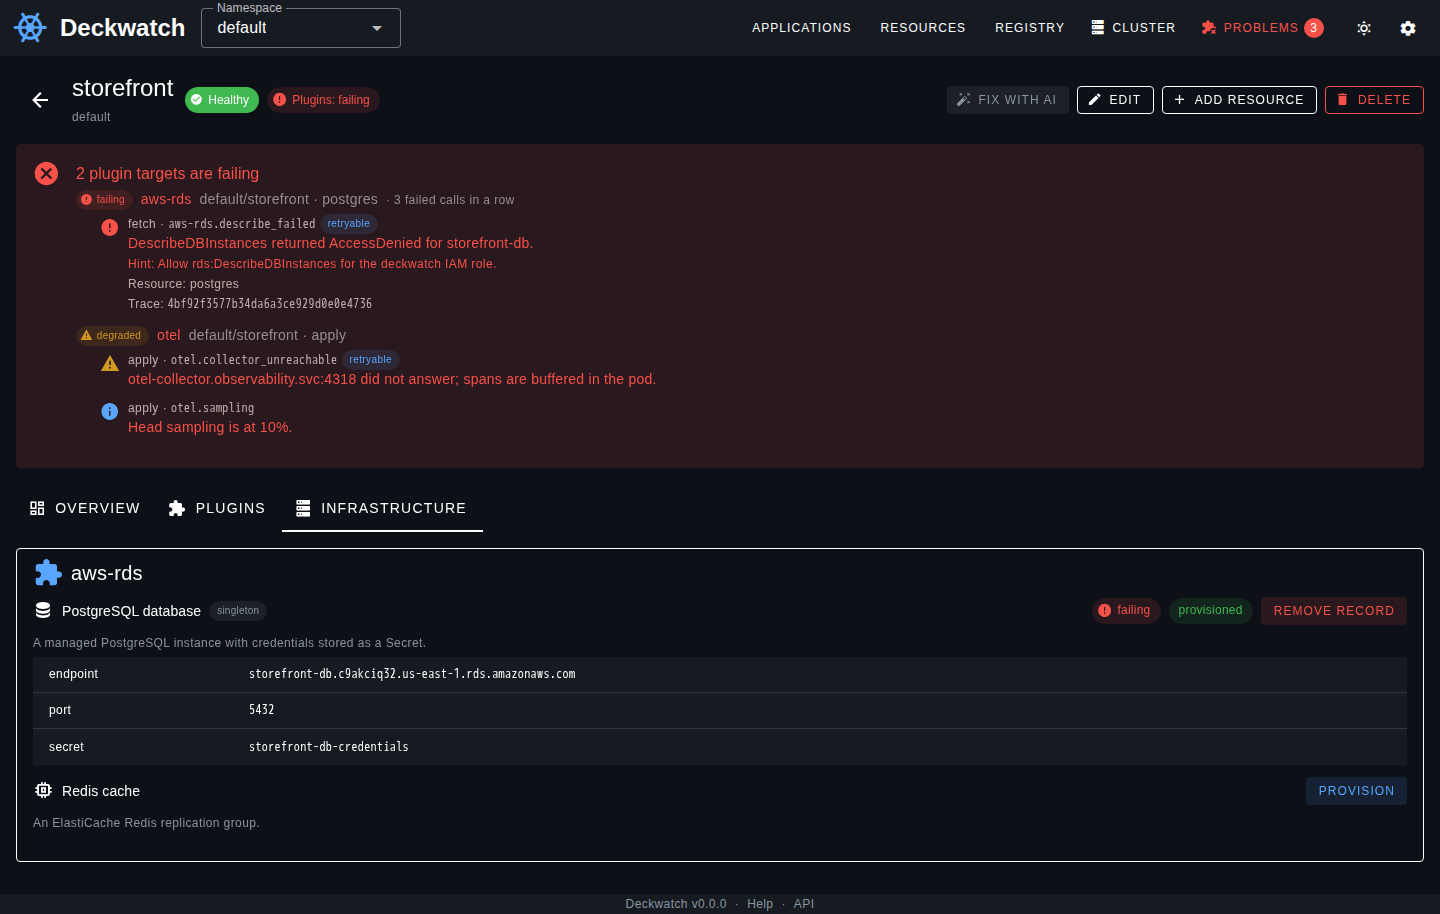 Deckwatch
Namespace
default
APPLICATIONS
RESOURCES
REGISTRY
CLUSTER
PROBLEMS 3
storefront
default
Healthy
Plugins: failing
FIX WITH AI
EDIT
ADD RESOURCE
DELETE
2 plugin targets are failing
failing aws-rds default/storefront · postgres · 3 failed calls in a row
fetch · aws-rds.describe_failed retryable
DescribeDBInstances returned AccessDenied for storefront-db.
Hint: Allow rds:DescribeDBInstances for the deckwatch IAM role.
Resource: postgres
Trace: 4bf92f3577b34da6a3ce929d0e0e4736
degraded otel default/storefront · apply
apply · otel.collector_unreachable retryable
otel-collector.observability.svc:4318 did not answer; spans are buffered in the pod.
apply · otel.sampling
Head sampling is at 10%.
OVERVIEW
PLUGINS
INFRASTRUCTURE
aws-rds
PostgreSQL database singleton
failing
provisioned
REMOVE RECORD
A managed PostgreSQL instance with credentials stored as a Secret.
endpoint storefront-db.c9akciq32.us-east-1.rds.amazonaws.com
port 5432
secret storefront-db-credentials
Redis cache
PROVISION
An ElastiCache Redis replication group.
Deckwatch v0.0.0 · Help · API